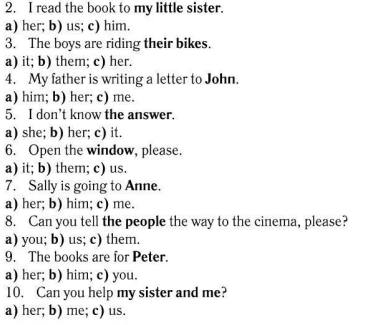 2. I read the book to my little sister.
a) her; b) us; c) him.
3. The boys are riding their bikes.
a) it; b) them; c) her.
4. My father is writing a letter to John.
a) him; b) her; c) me.
5. I don't know the answer.
a) she; b) her; c) it.
6. Open the window, please.
a) it; b) them; c) us.
7. Sally is going to Anne.
a) her; b) him; c) me.
8. Can you tell the people the way to the cinema, please?
a) you; b) us; c) them.
9. The books are for Peter.
a) her; b) him; c) you.
10. Can you help my sister and me?
a) her; b) me; c) us.